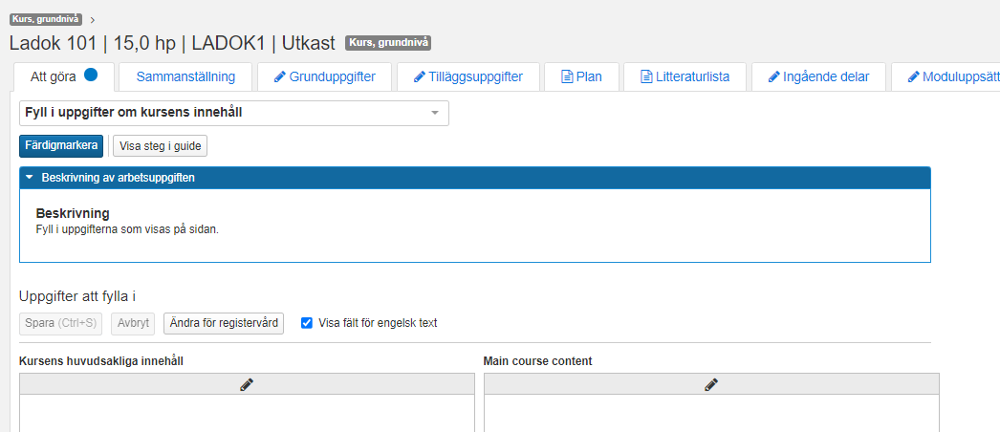 Kurs, grundnivå
Ladok 101 | 15,0 hp | LADOK1 | Utkast Kurs, grundnivå
Att göra Sammanställning Grunduppgifter Tilläggsuppgifter Plan Litteraturlista Ingående delar Moduluppsätt
Fyll i uppgifter om kursens innehåll
Färdigmarkera Visa steg i guide
Beskrivning av arbetsuppgiften
Beskrivning
Fyll i uppgifterna som visas på sidan.
Uppgifter att fylla i
Spara (Ctrl+S) Avbryt Ändra för registervård Visa fält för engelsk text
Kursens huvudsakliga innehåll Main course content